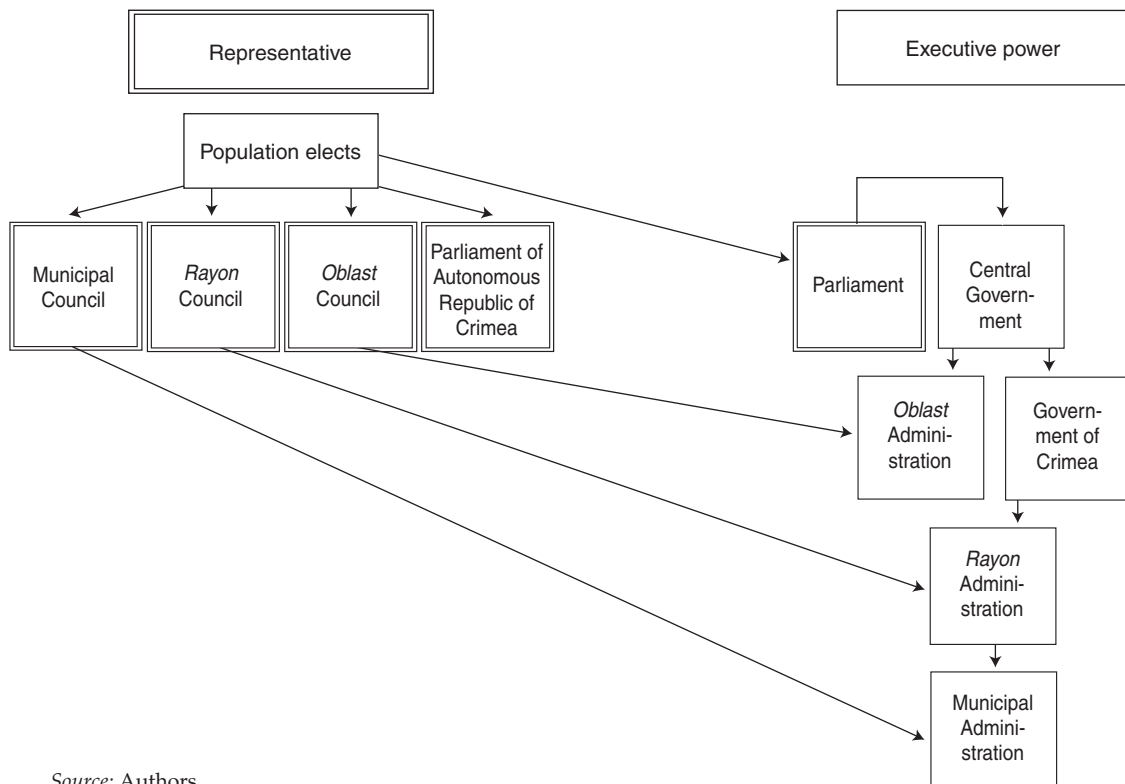 Representative
Executive power
Population elects
Municipal
Council
Rayon
Council
Oblast
Council
Parliament of
Autonomous
Republic of
Crimea
Parliament
Central
Govern-
ment
Oblast
Admini-
stration
Govern-
ment of
Crimea
Rayon
Admini-
stration
Municipal
Admini-
stration
Source: Authors